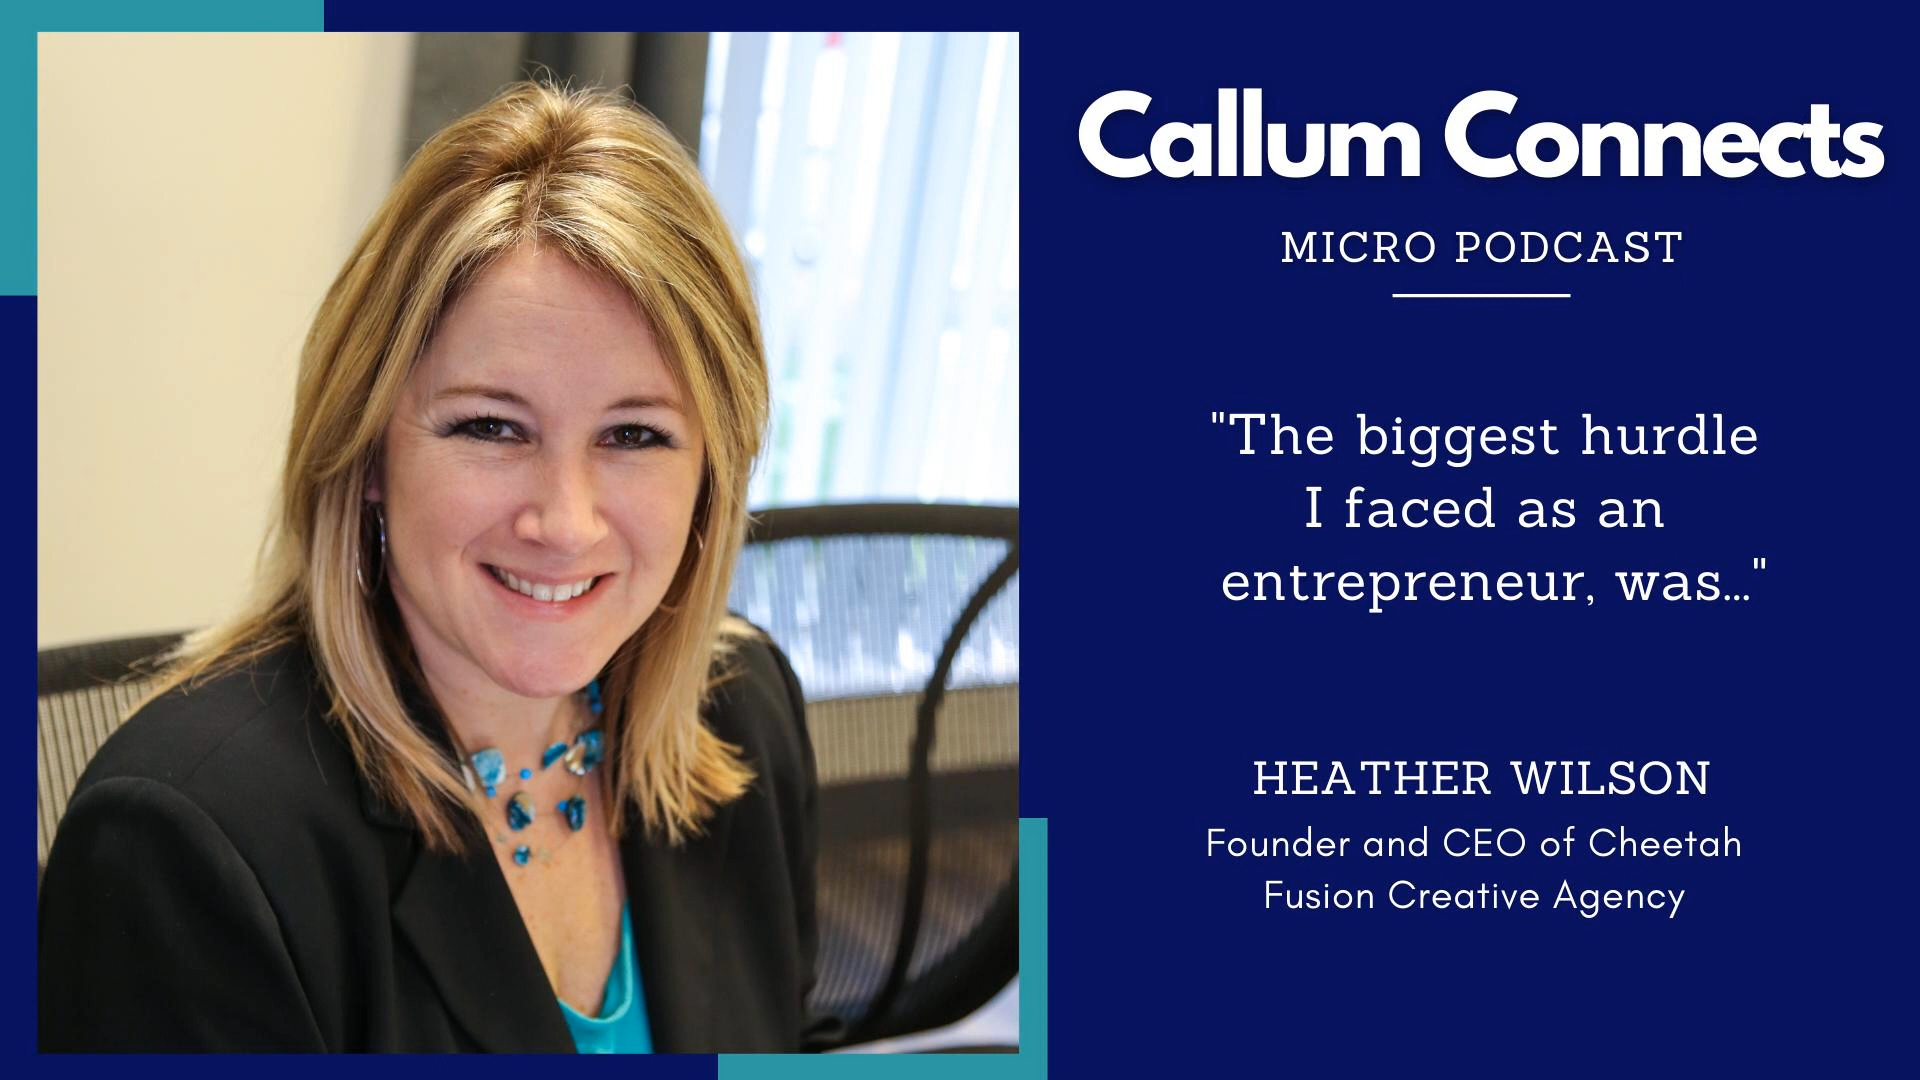 Callum Connects
MICRO PODCAST
"The biggest hurdle
I faced as an
entrepreneur, was..."
HEATHER WILSON
Founder and CEO of Cheetah
Fusion Creative Agency